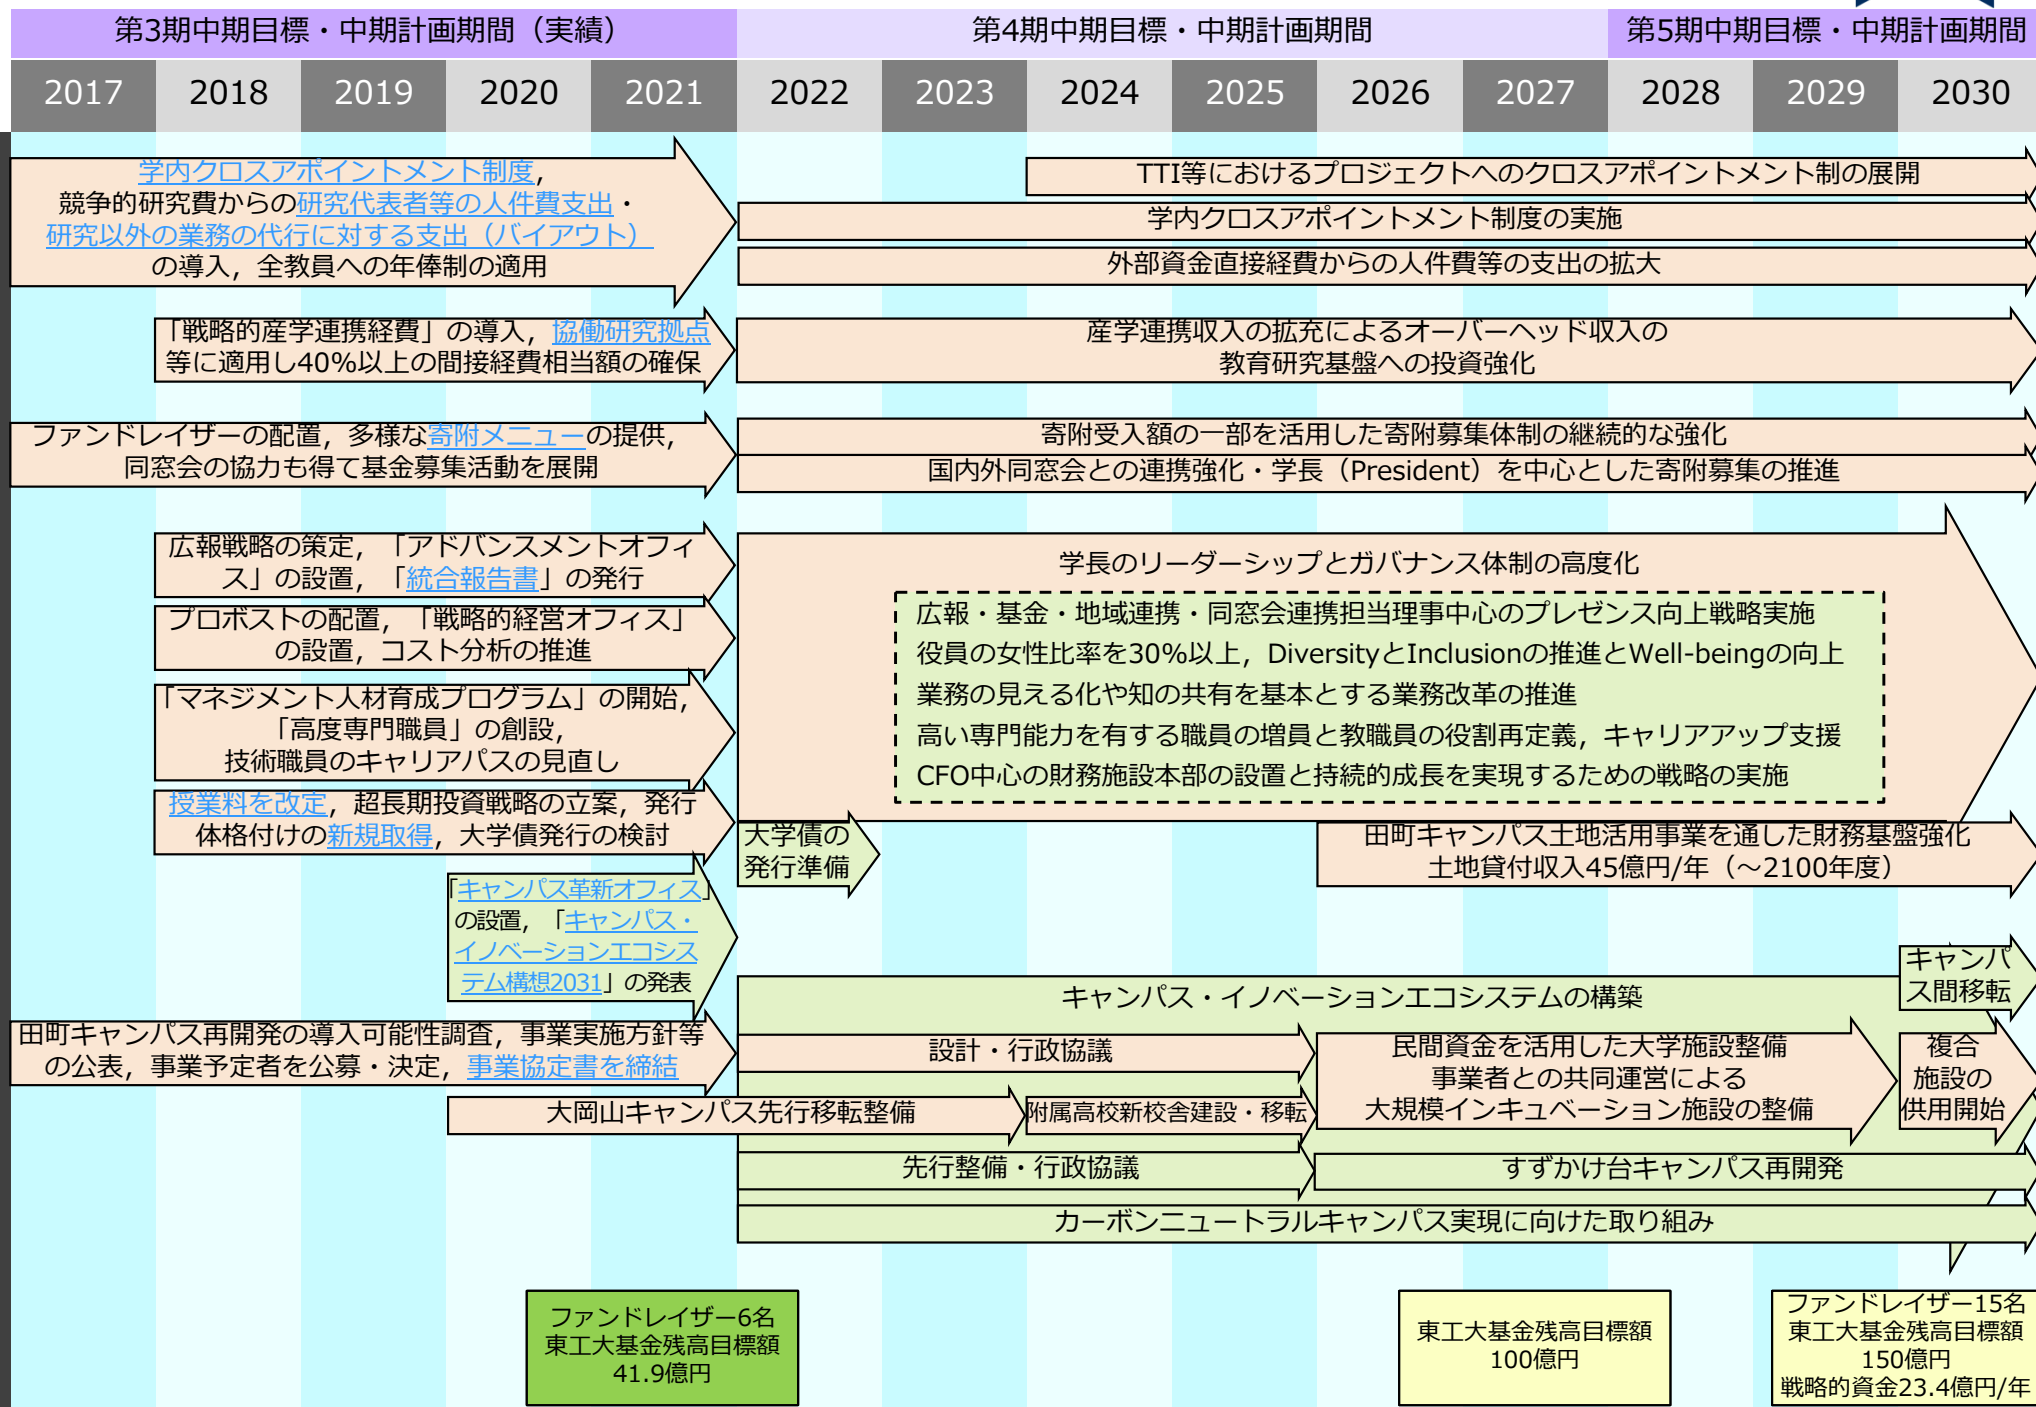 第3期中期目標・中期計画期間（実績）
第4期中期目標・中期計画期間
第5期中期目標・中期計画期間
2017
2018
2019
2020
2021
2022
2023
2024
2025
2026
2027
2028
2029
2030
学内クロスアポイントメント制度，
競争的研究費からの研究代表者等の人件費支出・
研究以外の業務の代行に対する支出（バイアウト）
の導入，全教員への年俸制の適用
TTI等におけるプロジェクトへのクロスアポイントメント制の展開
学内クロスアポイントメント制度の実施
外部資金直接経費からの人件費等の支出の拡大
「戦略的産学連携経費」の導入，協働研究拠点
等に適用し40%以上の間接経費相当額の確保
産学連携収入の拡充によるオーバーヘッド収入の
教育研究基盤への投資強化
ファンドレイザーの配置，多様な寄附メニューの提供，
同窓会の協力も得て基金募集活動を展開
寄附受入額の一部を活用した寄附募集体制の継続的な強化
国内外同窓会との連携強化・学長（President）を中心とした寄附募集の推進
広報戦略の策定，「アドバンスメントオフィ
ス」の設置，「統合報告書」の発行
プロボストの配置，「戦略的経営オフィス」
の設置，コスト分析の推進
「マネジメント人材育成プログラム」の開始，
「高度専門職員」の創設，
技術職員のキャリアパスの見直し
授業料を改定，超長期投資戦略の立案，発行
体格付けの新規取得，大学債発行の検討
学長のリーダーシップとガバナンス体制の高度化
広報・基金・地域連携・同窓会連携担当理事中心のプレゼンス向上戦略実施
役員の女性比率を30%以上，DiversityとInclusionの推進とWell-beingの向上
業務の見える化や知の共有を基本とする業務改革の推進
高い専門能力を有する職員の増員と教職員の役割再定義，キャリアアップ支援
CFO中心の財務施設本部の設置と持続的成長を実現するための戦略の実施
大学債の
発行準備
田町キャンパス土地活用事業を通した財務基盤強化
土地貸付収入45億円/年（～2100年度）
「キャンパス革新オフィス」
の設置，「キャンパス・
イノベーションエコシス
テム構想2031」の発表
キャンパス・イノベーションエコシステムの構築
キャンパ
ス間移転
田町キャンパス再開発の導入可能性調査，事業実施方針等
の公表，事業予定者を公募・決定，事業協定書を締結
設計・行政協議
民間資金を活用した大学施設整備
事業者との共同運営による
大規模インキュベーション施設の整備
複合
施設の
供用開始
大岡山キャンパス先行移転整備
附属高校新校舎建設・移転
先行整備・行政協議
すずかけ台キャンパス再開発
カーボンニュートラルキャンパス実現に向けた取り組み
ファンドレイザー6名
東工大基金残高目標額
41.9億円
東工大基金残高目標額
100億円
ファンドレイザー15名
東工大基金残高目標額
150億円
戦略的資金23.4億円/年